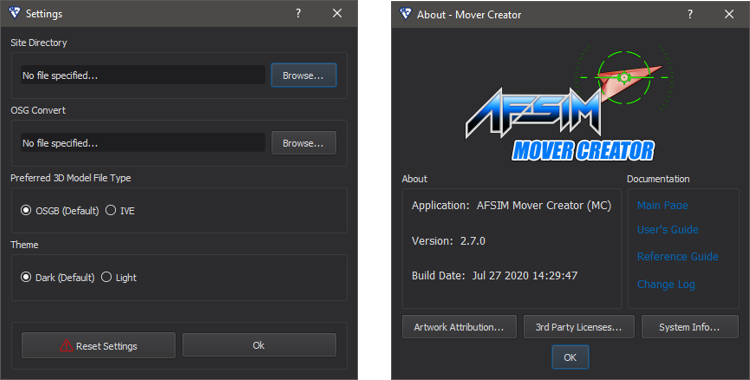 Settings
Site Directory
No file specified...
Browse...
OSG Convert
No file specified...
Browse...
Preferred 3D Model File Type
OSGB (Default)
IVE
Theme
Dark (Default)
Light
Reset Settings
Ok
About - Mover Creator
AFSIM
MOVER CREATOR
About
Application: AFSIM Mover Creator (MC)
Version: 2.7.0
Build Date: Jul 27 2020 14:29:47
Documentation
Main Page
User's Guide
Reference Guide
Change Log
Artwork Attribution...
3rd Party Licenses...
System Info...
OK